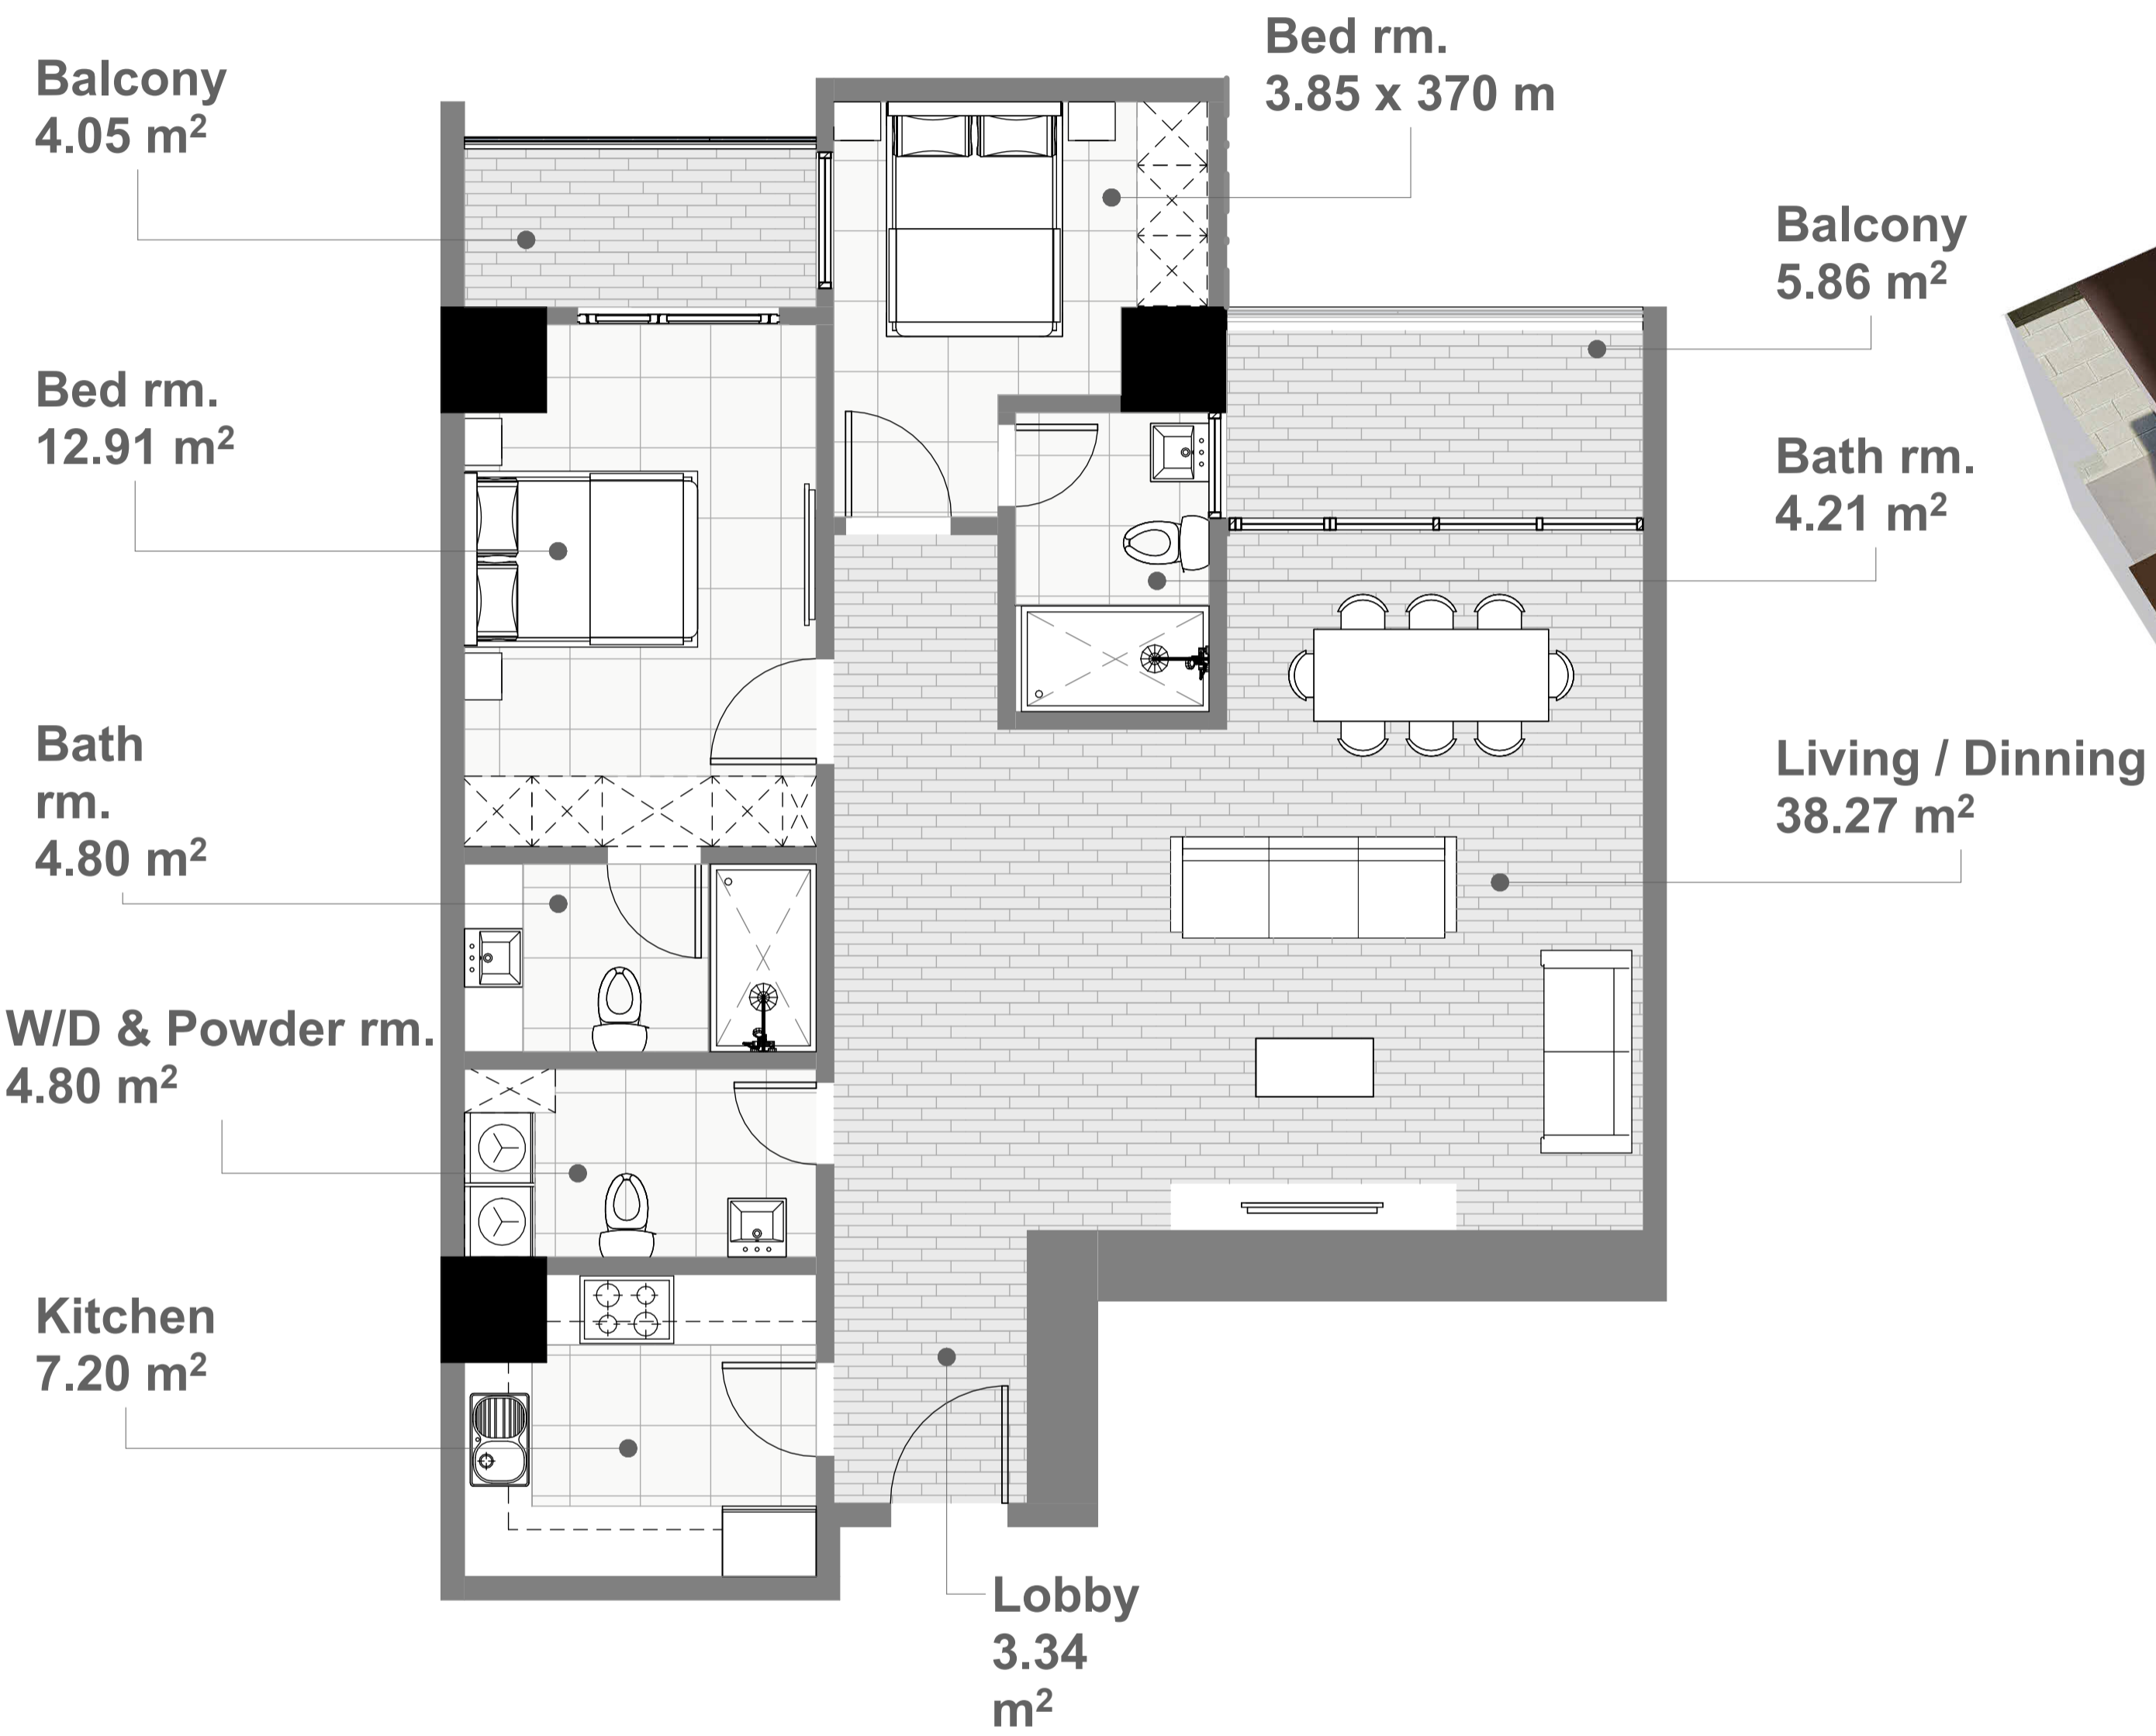 Balcony
4.05 m²
Bed rm.
12.91 m²
Bath
rm.
4.80 m²
W/D & Powder rm.
4.80 m²
Kitchen
7.20 m²
Bed rm.
3.85 x 370 m
Balcony
5.86 m²
Bath rm.
4.21 m²
Living / Dinning
38.27 m²
Lobby
3.34
m²